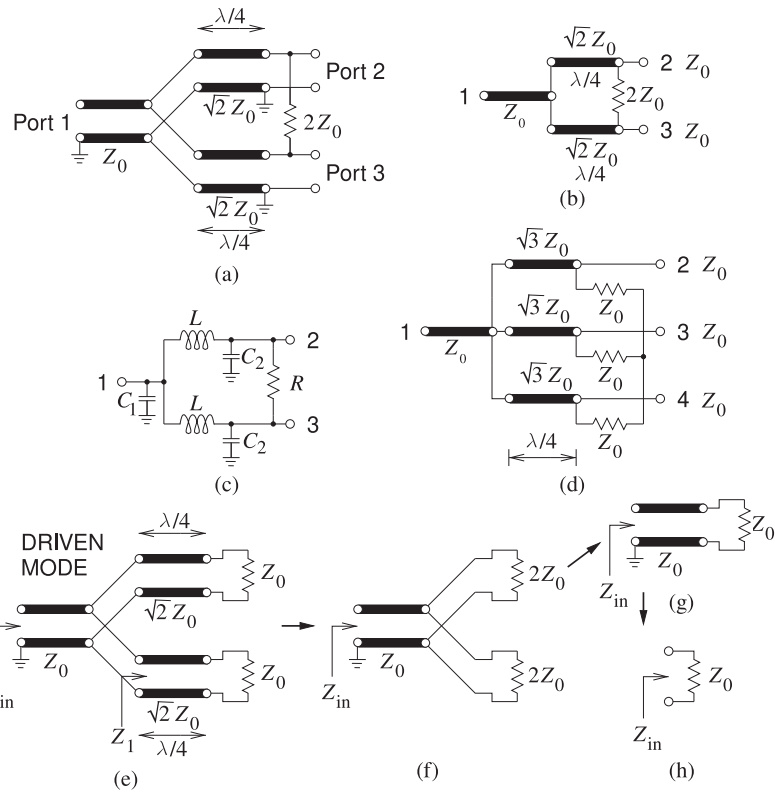 λ/4
√2 Z0
Port 2
Port 1
Z0
√2 Z0
2Z0
Port 3
√2 Z0
λ/4
(a)
√2 Z0
λ/4
2 Z0
1
Z0
2Z0
√2 Z0
3 Z0
λ/4
(b)
L
2
C2
1
R
C1
L
3
C2
(c)
√3 Z0
2 Z0
Z0
√3 Z0
1
Z0
3 Z0
Z0
√3 Z0
4 Z0
Z0
λ/4
(d)
λ/4
DRIVEN
MODE
Z0
√2 Z0
Z0
Z0
in
Z1
√2 Z0
λ/4
(e)
2Z0
Z0
Zin
2Z0
(f)
Z0
Z0
Zin
(g)
Z0
Zin
(h)